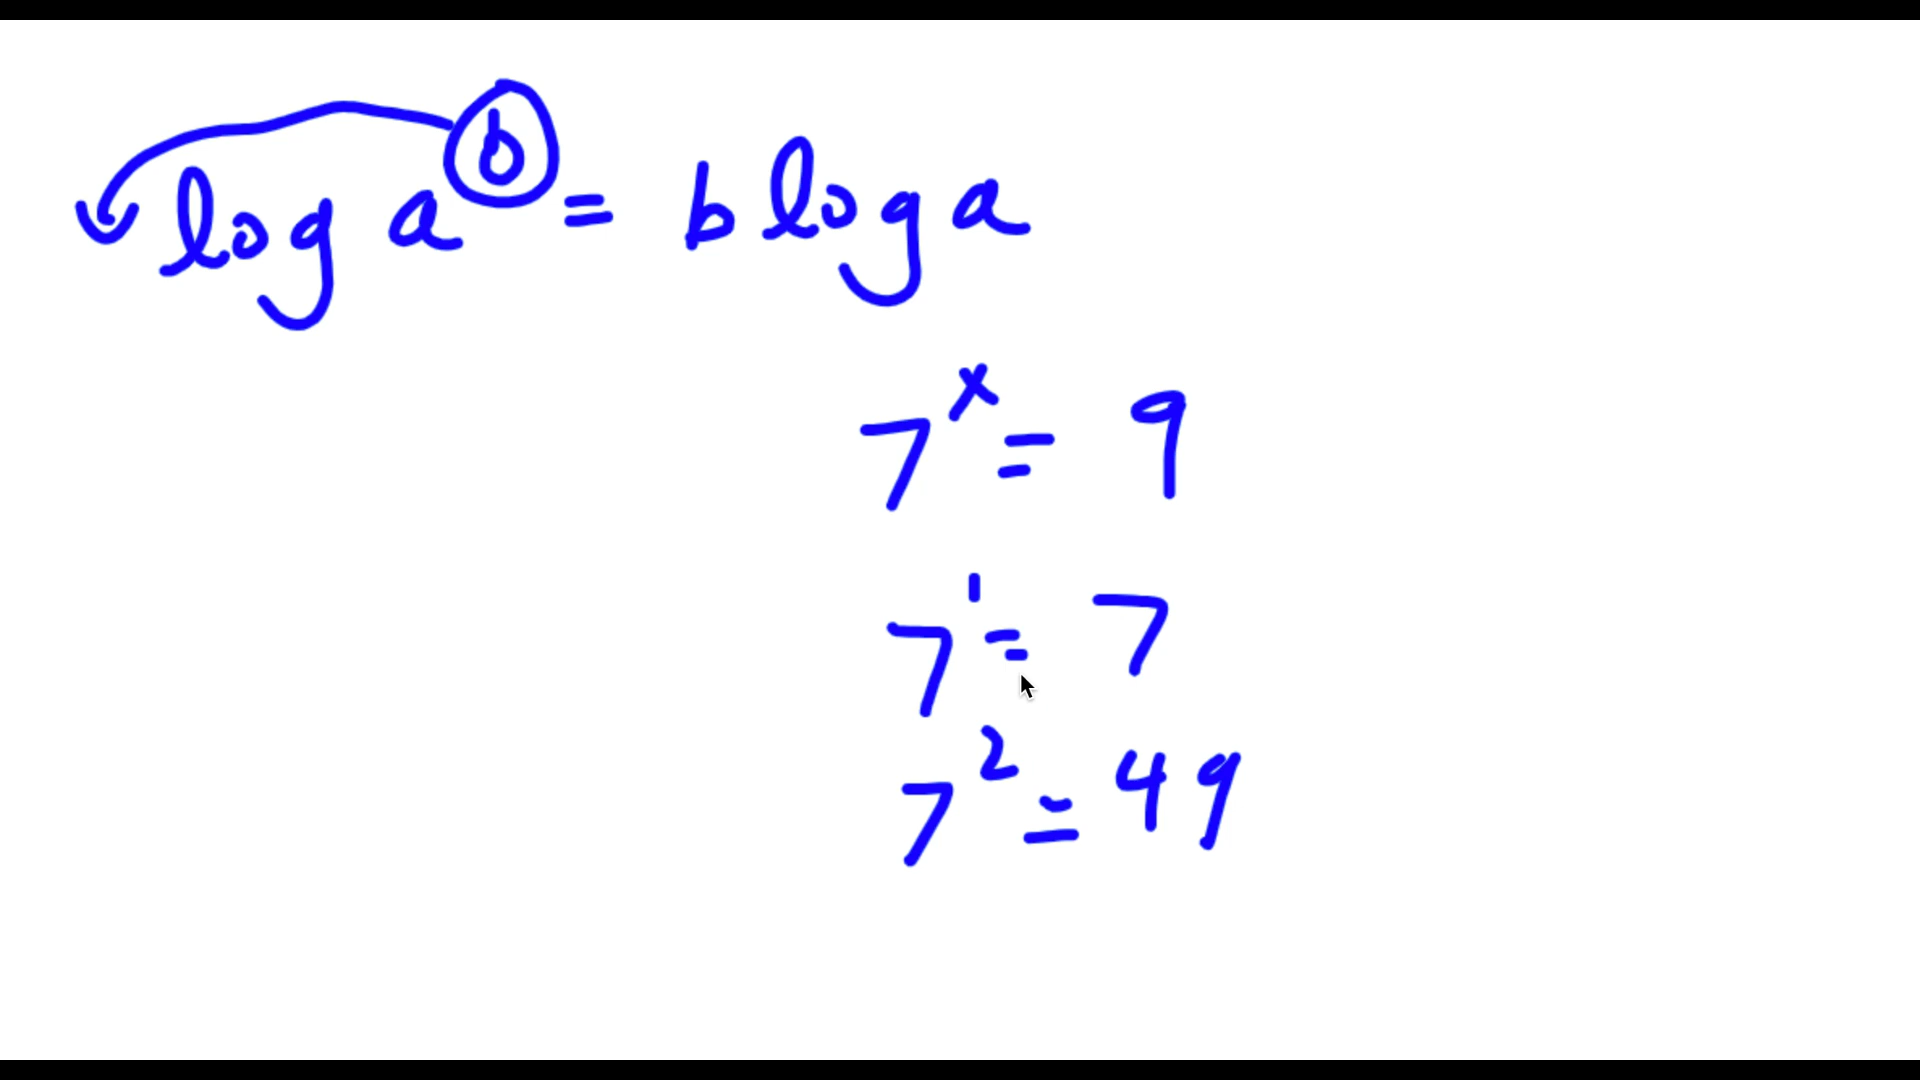 log a^b = b log a
7^x = 9
7^1 = 7
7^2 = 49